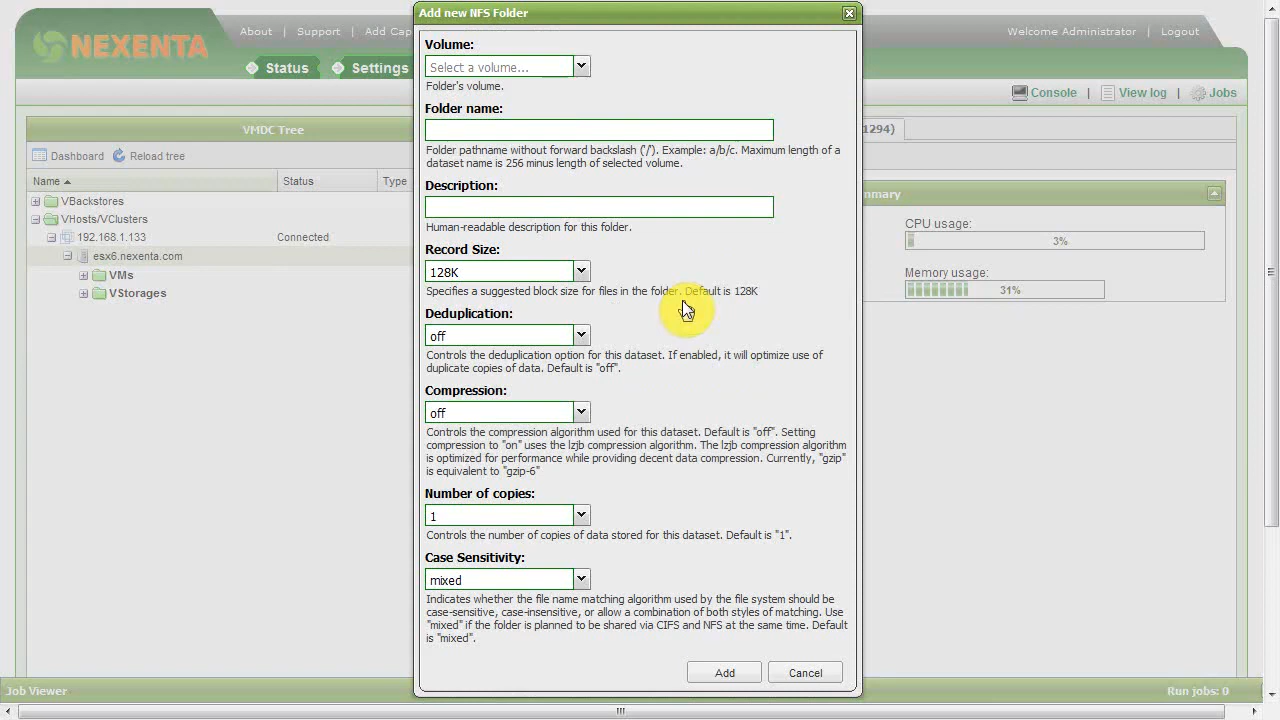 Add new NFS Folder
NEXENTA
About | Support | Add Cap
Welcome Administrator | Logout
Status
Settings
Console | View log | Jobs
VMDC Tree
Dashboard Reload tree
Name Status Type
VBackstores
VHosts/VClusters
192.168.1.133 Connected
esx6.nexenta.com
VMs
VStorages
Volume:
Select a volume...
Folder's volume.
Folder name:
Folder pathname without forward backslash ('/'). Example: a/b/c. Maximum length of a
dataset name is 256 minus length of selected volume.
Description:
Human-readable description for this folder.
Record Size:
128K
Specifies a suggested block size for files in the folder. Default is 128K
Deduplication:
off
Controls the deduplication option for this dataset. If enabled, it will optimize use of
duplicate copies of data. Default is "off".
Compression:
off
Controls the compression algorithm used for this dataset. Default is "off". Setting
compression to "on" uses the lzjb compression algorithm. The lzjb compression algorithm
is optimized for performance while providing decent data compression. Currently, "gzip"
is equivalent to "gzip-6"
Number of copies:
1
Controls the number of copies of data stored for this dataset. Default is "1".
Case Sensitivity:
mixed
Indicates whether the file name matching algorithm used by the file system should be
case-sensitive, case-insensitive, or allow a combination of both styles of matching. Use
"mixed" if the folder is planned to be shared via CIFS and NFS at the same time. Default
is "mixed".
Add Cancel
1294)
mmary
CPU usage:
3%
Memory usage:
31%
Job Viewer
Run jobs: 0